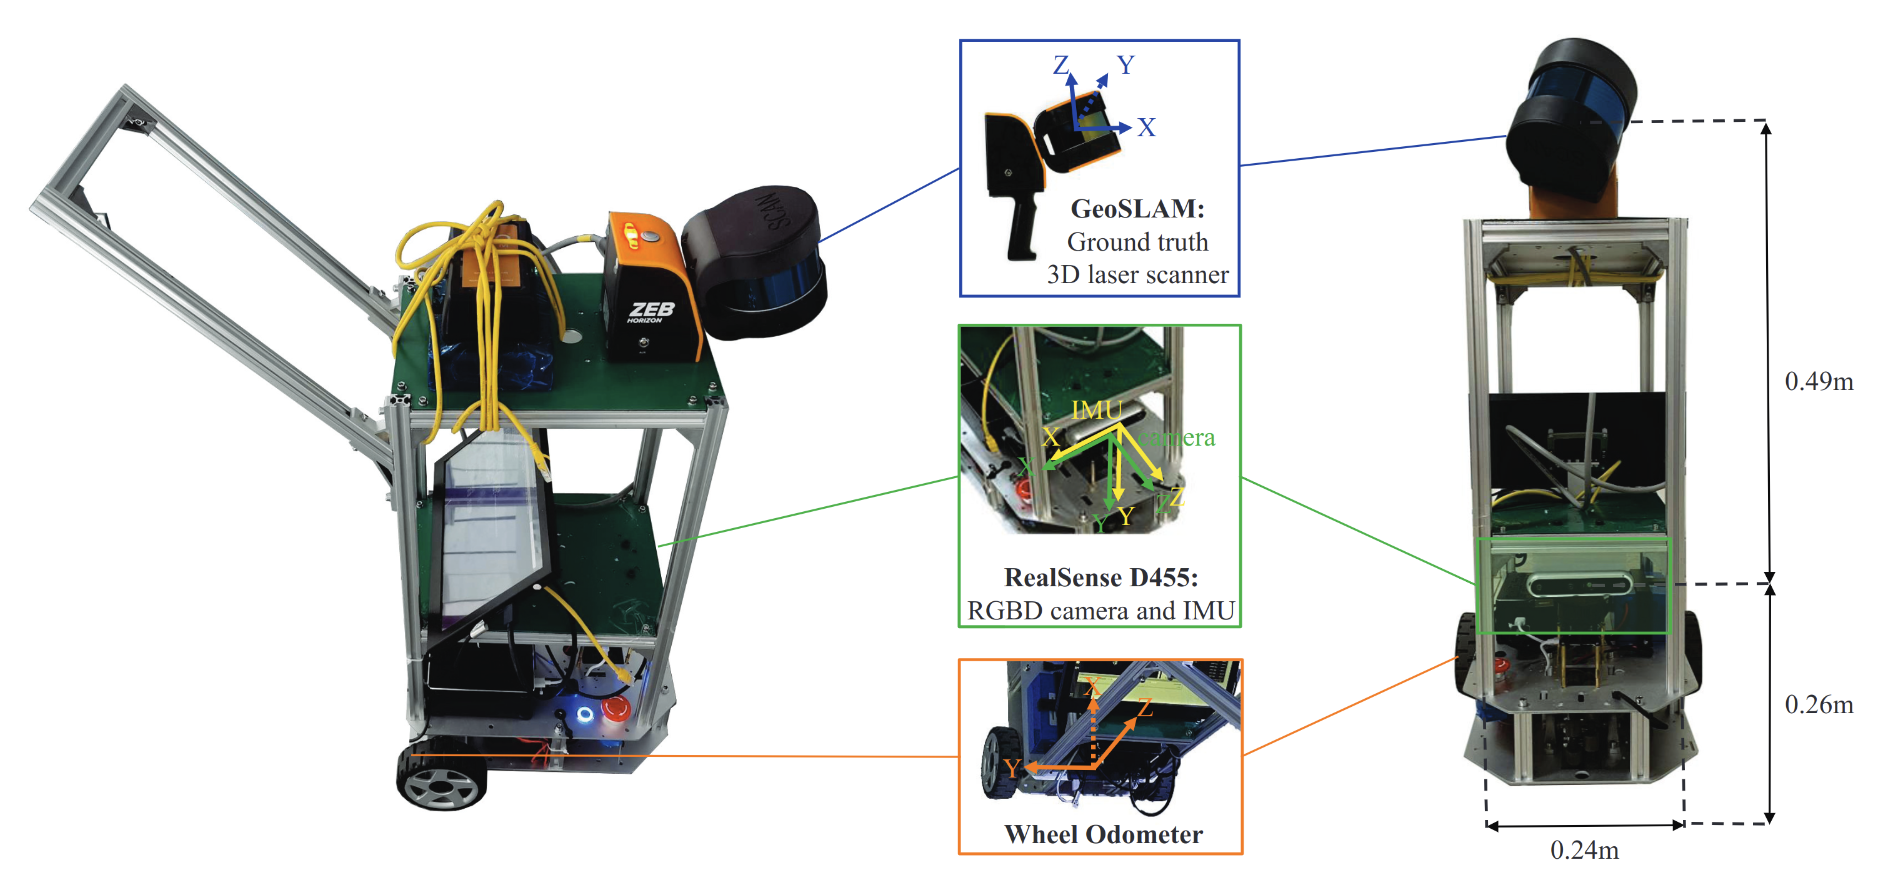 SCAN
ZEB
HORIZON
Z
Y
X
GeoSLAM:
Ground truth
3D laser scanner
IMU
camera
X
X
Z
Z
Y
Y
RealSense D455:
RGBD camera and IMU
X
Z
Y
Wheel Odometer
0.49m
0.26m
0.24m